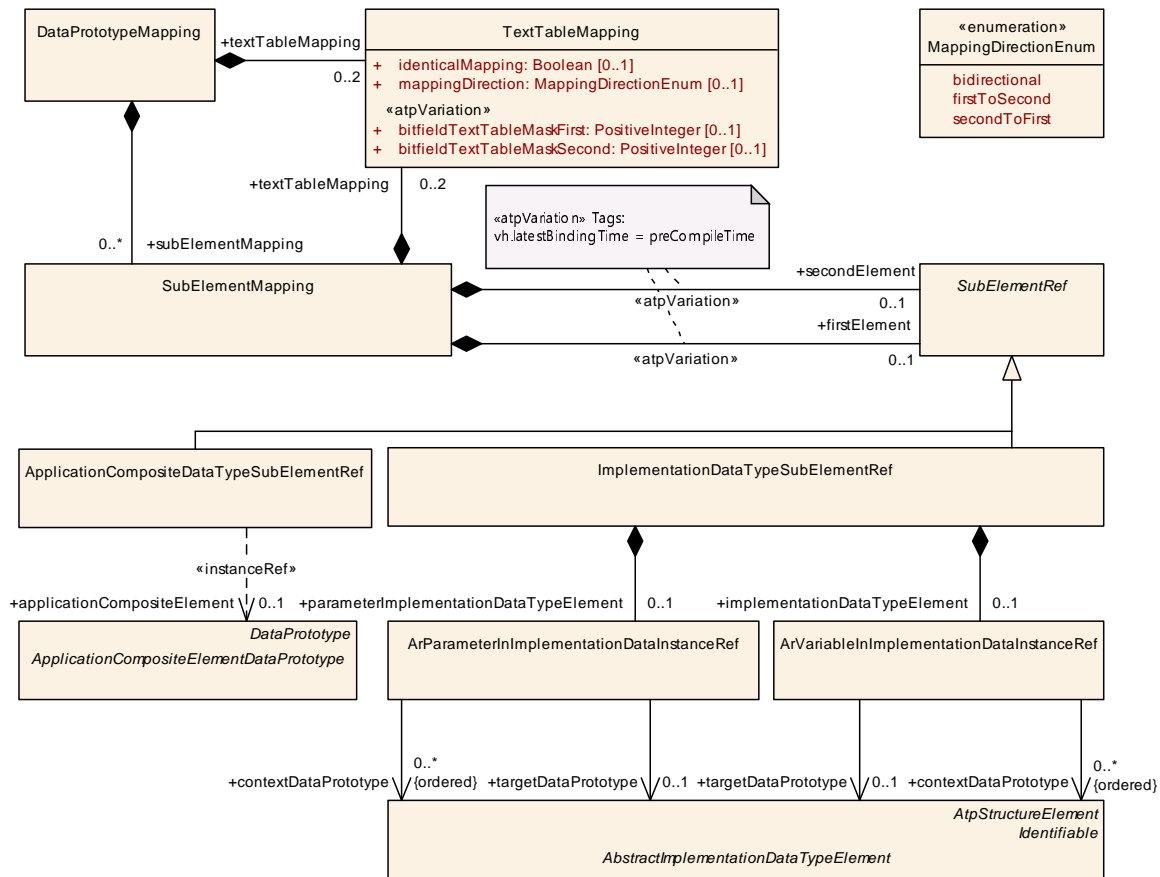 DataPrototypeMapping
+textTableMapping
0..2
TextTableMapping
+ identicalMapping: Boolean [0..1]
+ mappingDirection: MappingDirectionEnum [0..1]
«atpVariation»
+ bitfieldTextTableMaskFirst: PositiveInteger [0..1]
+ bitfieldTextTableMaskSecond: PositiveInteger [0..1]
«enumeration»
MappingDirectionEnum
bidirectional
firstToSecond
secondToFirst
+textTableMapping
0..2
«atpVariation» Tags:
vh.latestBindingTime = preCompileTime
0..*
+subElementMapping
SubElementMapping
+secondElement
«atpVariation»
0..1
+firstElement
«atpVariation»
0..1
SubElementRef
ApplicationCompositeDataTypeSubElementRef
ImplementationDataTypeSubElementRef
«instanceRef»
+applicationCompositeElement
0..1
+parameterImplementationDataTypeElement
0..1
+implementationDataTypeElement
0..1
DataPrototype
ApplicationCompositeElementDataPrototype
ArParameterInImplementationDataInstanceRef
ArVariableInImplementationDataInstanceRef
+contextDataPrototype
0..*
{ordered}
+targetDataPrototype
0..1
+targetDataPrototype
0..1
+contextDataPrototype
0..*
{ordered}
AtpStructureElement
Identifiable
AbstractImplementationDataTypeElement